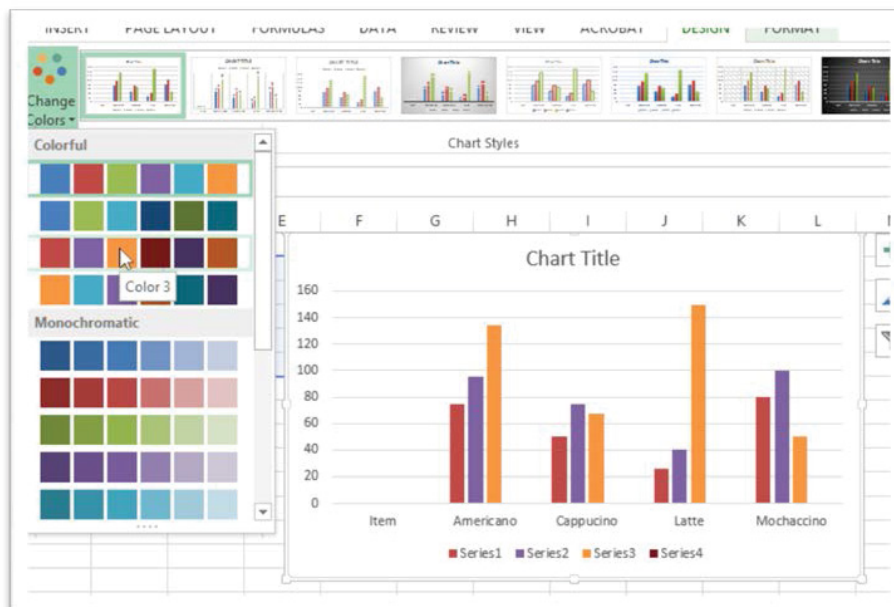 INSERT PAGE LAYOUT FORMULAS DATA REVIEW VIEW ACROBAT DESIGN FORMAT
Change
Colors
Chart Styles
Colorful
Color 3
Monochromatic
E F G H I J K L
Chart Title
160
140
120
100
80
60
40
20
0
Item Americano Cappucino Latte Mochaccino
Series1 Series2 Series3 Series4